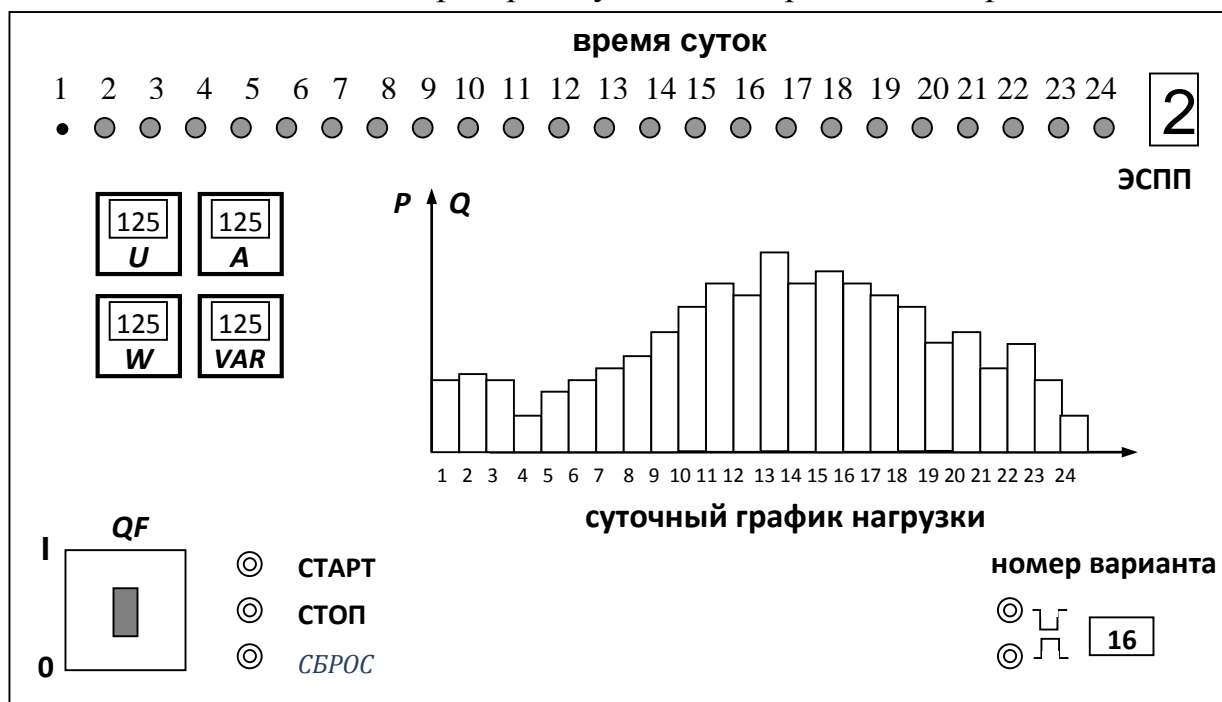 время суток
1 2 3 4 5 6 7 8 9 10 11 12 13 14 15 16 17 18 19 20 21 22 23 24
2
ЭСПП
125 125
U A
125 125
W VAR
P Q
1 2 3 4 5 6 7 8 9 10 11 12 13 14 15 16 17 18 19 20 21 22 23 24
суточный график нагрузки
QF
I
0
СТАРТ
СТОП
СБРОС
номер варианта
16